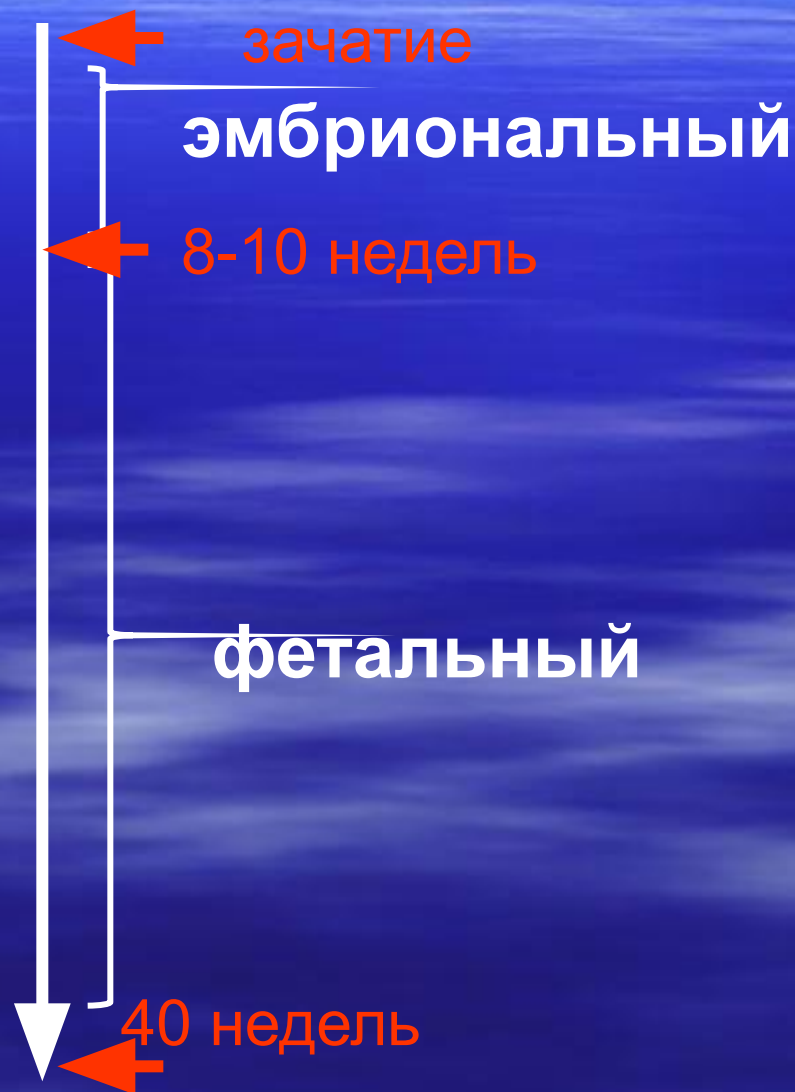 зачатие
эмбриональный
8-10 недель
фетальный
40 недель